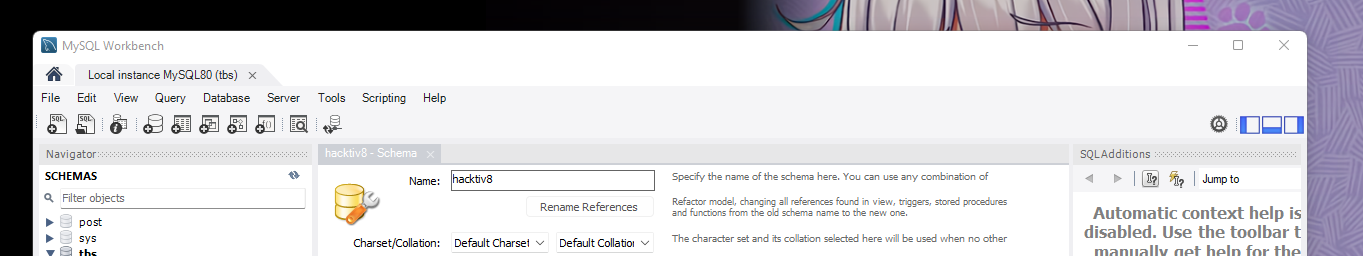 MySQL Workbench
Local instance MySQL80 (tbs)
File Edit View Query Database Server Tools Scripting Help
Navigator
SCHEMAS
Filter objects
post
sys
tbs
hacktiv8 - Schema
Name: hacktiv8
Specify the name of the schema here. You can use any combination of
Rename References
Refactor model, changing all references found in view, triggers, stored procedures
and functions from the old schema name to the new one.
Charset/Collation: Default Charset Default Collatio
The character set and its collation selected here will be used when no other
SQLAdditions
Jump to
Automatic context help is
disabled. Use the toolbar t
manually get help for the